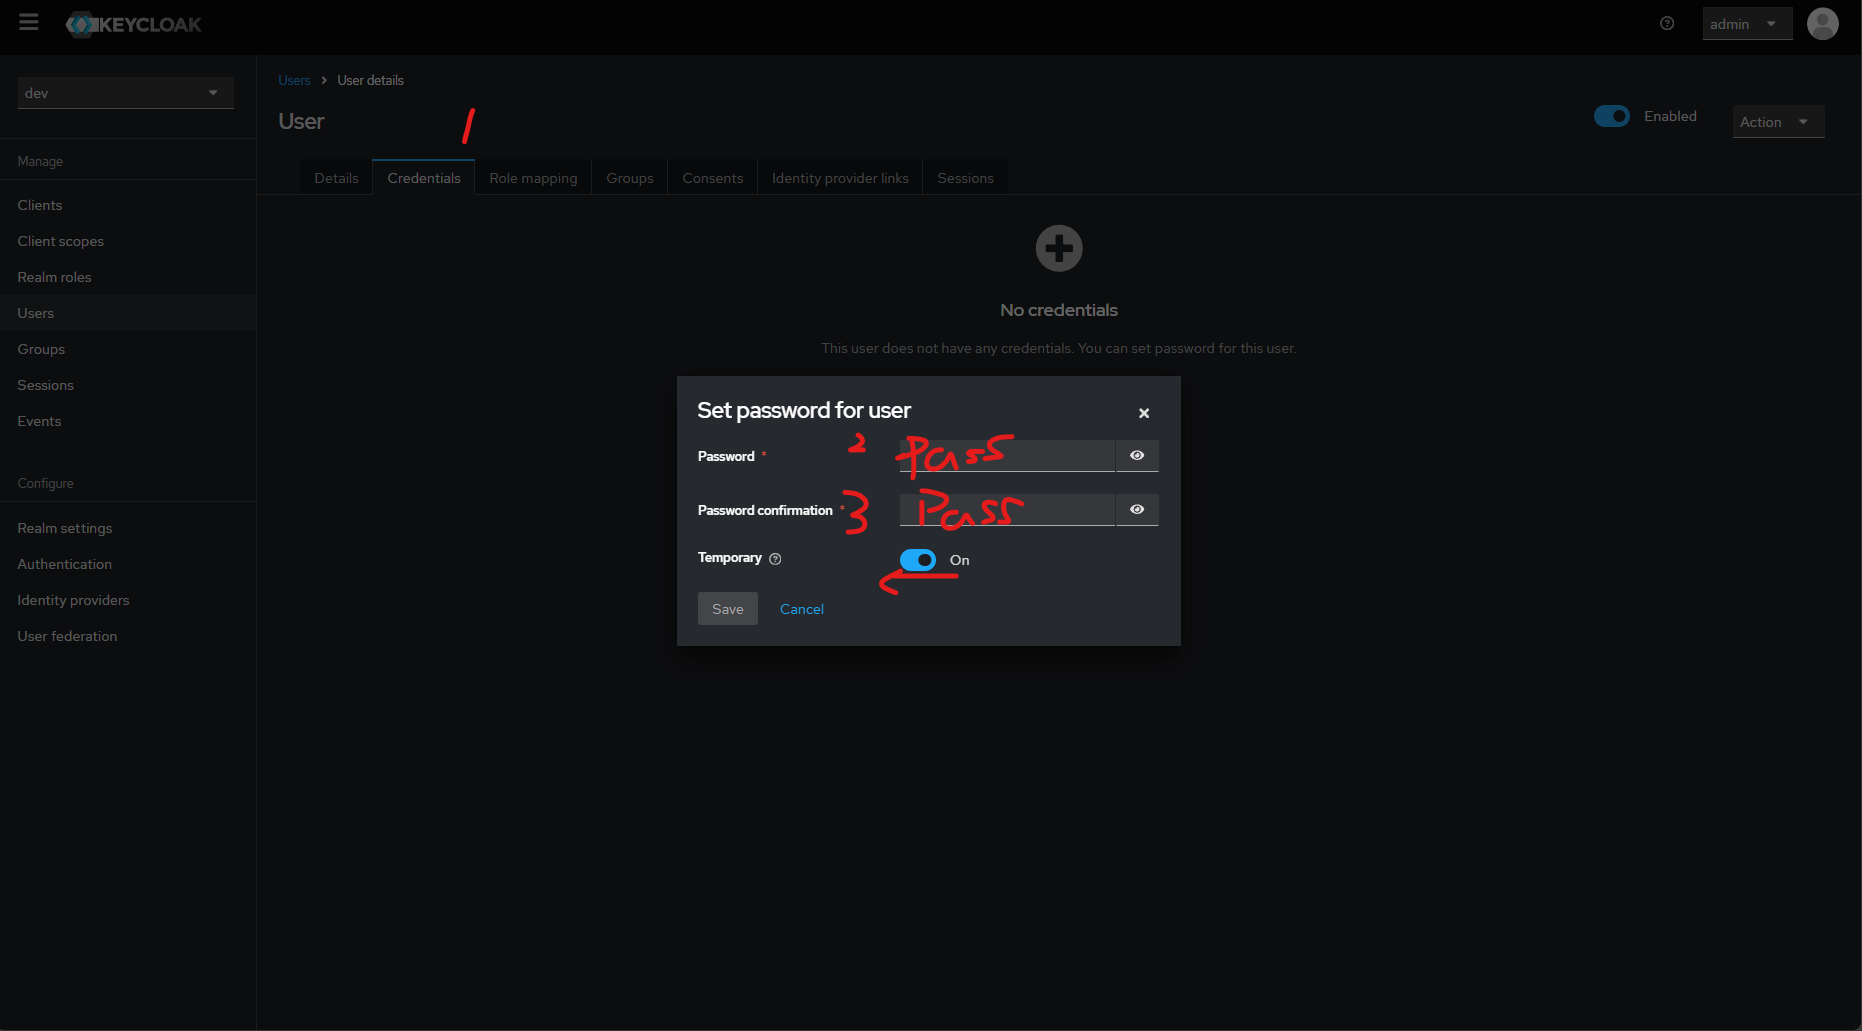 KEYCLOAK
admin
dev
Users > User details
User
1
Enabled
Action
Manage
Details Credentials Role mapping Groups Consents Identity provider links Sessions
Clients
Client scopes
Realm roles
Users
Groups
Sessions
Events
No credentials
This user does not have any credentials. You can set password for this user.
Set password for user
Password * 2 Pass
Password confirmation * 3 Pass
Temporary On
Save Cancel
Configure
Realm settings
Authentication
Identity providers
User federation